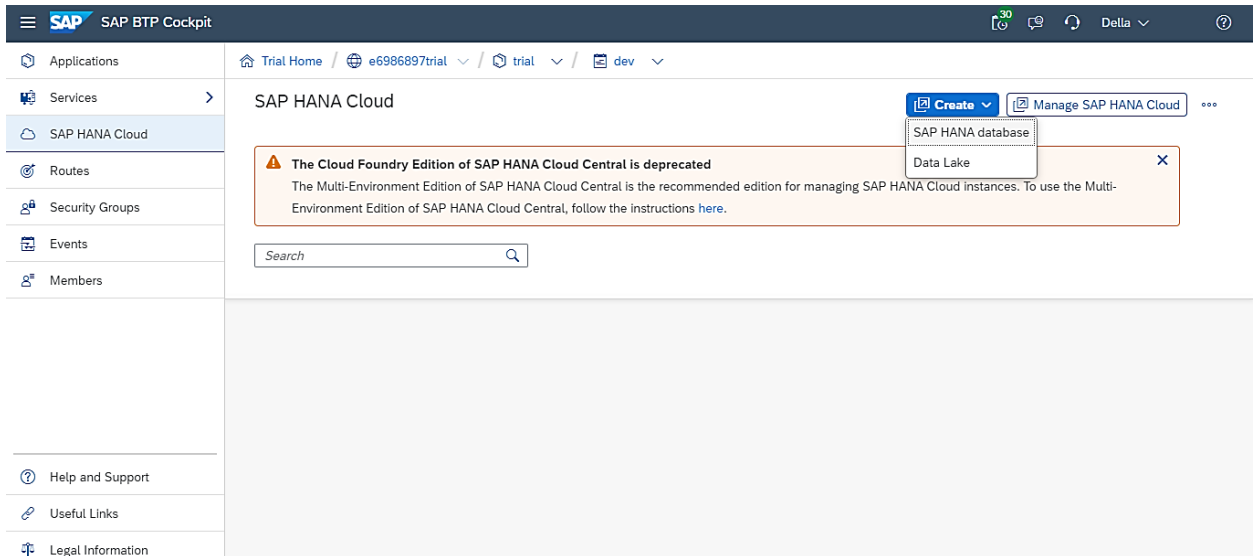 SAP SAP BTP Cockpit
30
Della
Applications
Services
SAP HANA Cloud
Routes
Security Groups
Events
Members
Help and Support
Useful Links
Legal Information
Trial Home / e6986897trial / trial / dev
SAP HANA Cloud
Create
Manage SAP HANA Cloud
SAP HANA database
Data Lake
The Cloud Foundry Edition of SAP HANA Cloud Central is deprecated
The Multi-Environment Edition of SAP HANA Cloud Central is the recommended edition for managing SAP HANA Cloud instances. To use the Multi-
Environment Edition of SAP HANA Cloud Central, follow the instructions here.
Search